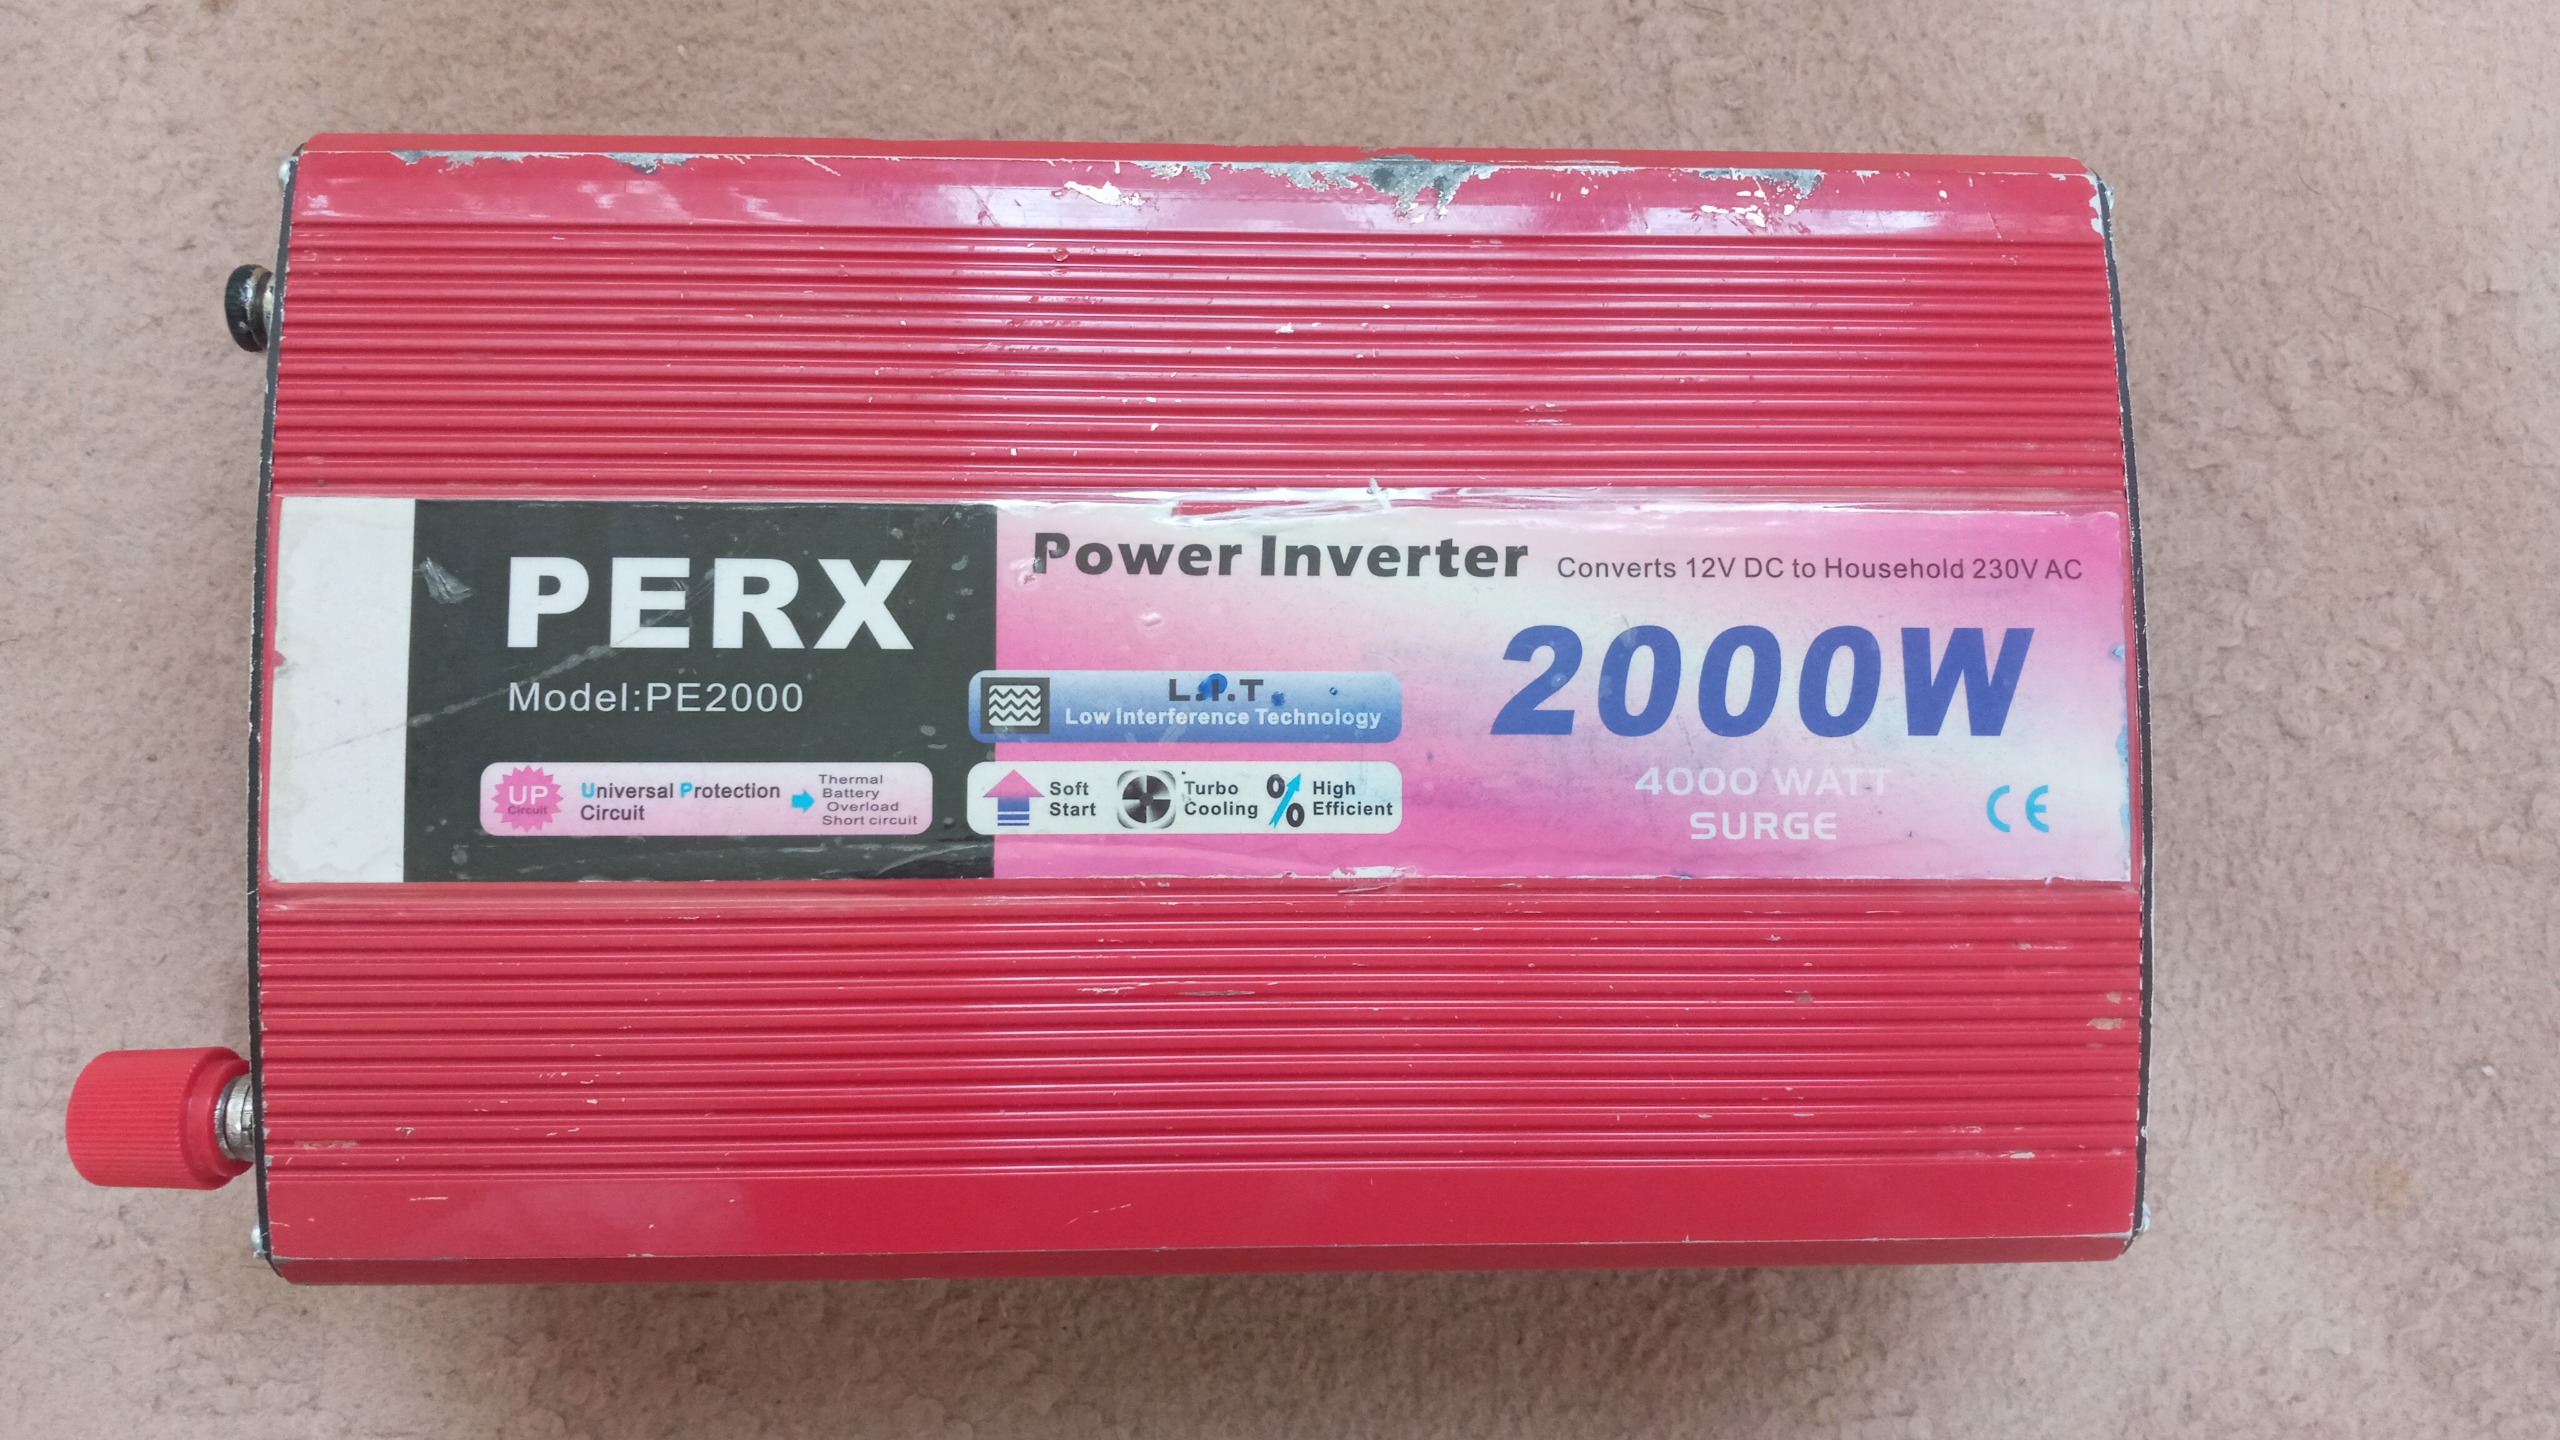 PERX
Model:PE2000
UP
Circuit
Universal Protection
Circuit
Thermal
Battery
Overload
Short circuit
Power Inverter
Converts 12V DC to Household 230V AC
L.I.T
Low Interference Technology
Soft
Start
Turbo
Cooling
High
Efficient
2000W
4000 WATT
SURGE
CE